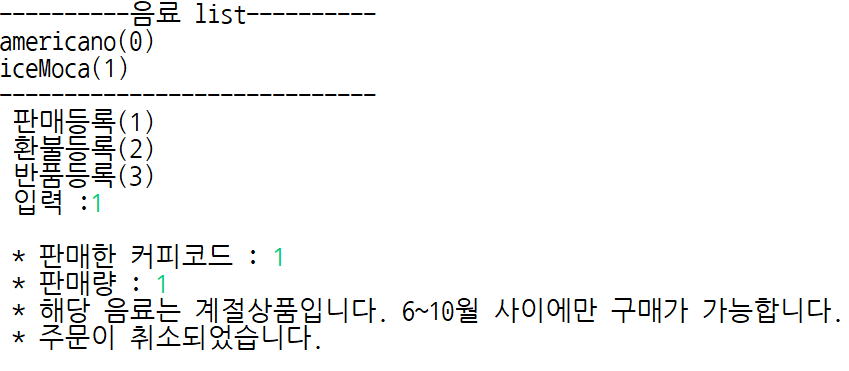 ----------음료 list----------
americano(0)
iceMoca(1)
-----------------------------
판매등록(1)
환불등록(2)
반품등록(3)
입력 :1
* 판매한 커피코드 : 1
* 판매량 : 1
* 해당 음료는 계절상품입니다. 6~10월 사이에만 구매가 가능합니다.
* 주문이 취소되었습니다.